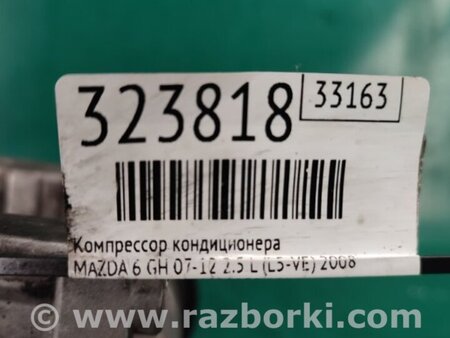 323818
33163
Компрессор кондиционера
MAZDA 6 GH 07-12 2.5 L (L5-VE) 2008
www.razborki.com